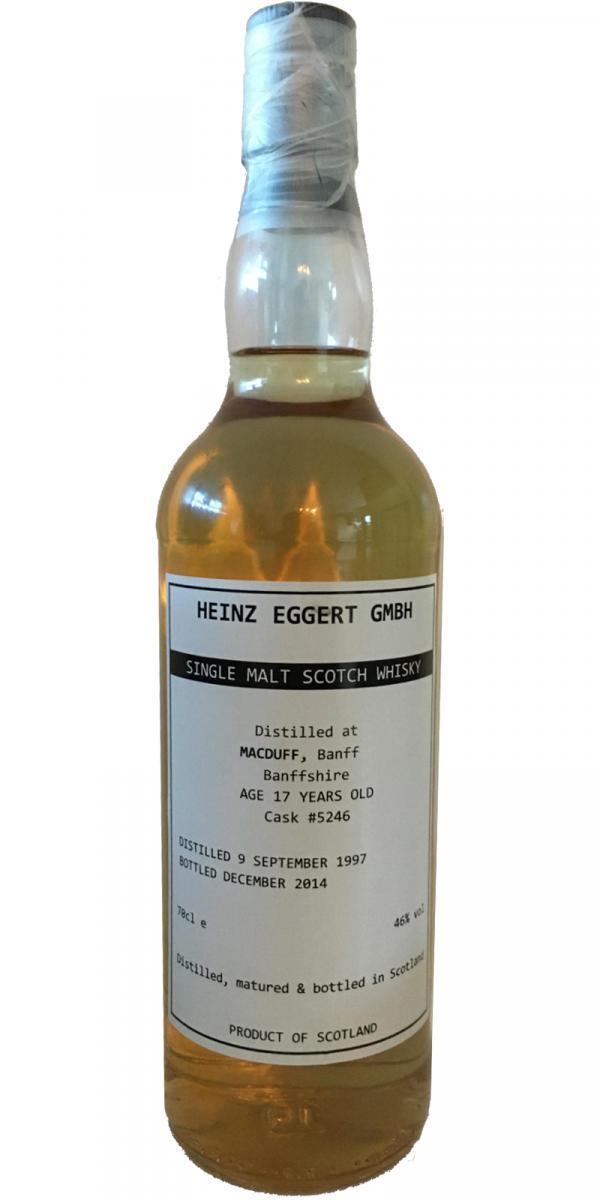 HEINZ EGGERT GMBH
SINGLE MALT SCOTCH WHISKY
Distilled at
MACDUFF, Banff
Banffshire
AGE 17 YEARS OLD
Cask #5246
DISTILLED 9 SEPTEMBER 1997
BOTTLED DECEMBER 2014
70cl e 46% vol
Distilled, matured & bottled in Scotland
PRODUCT OF SCOTLAND